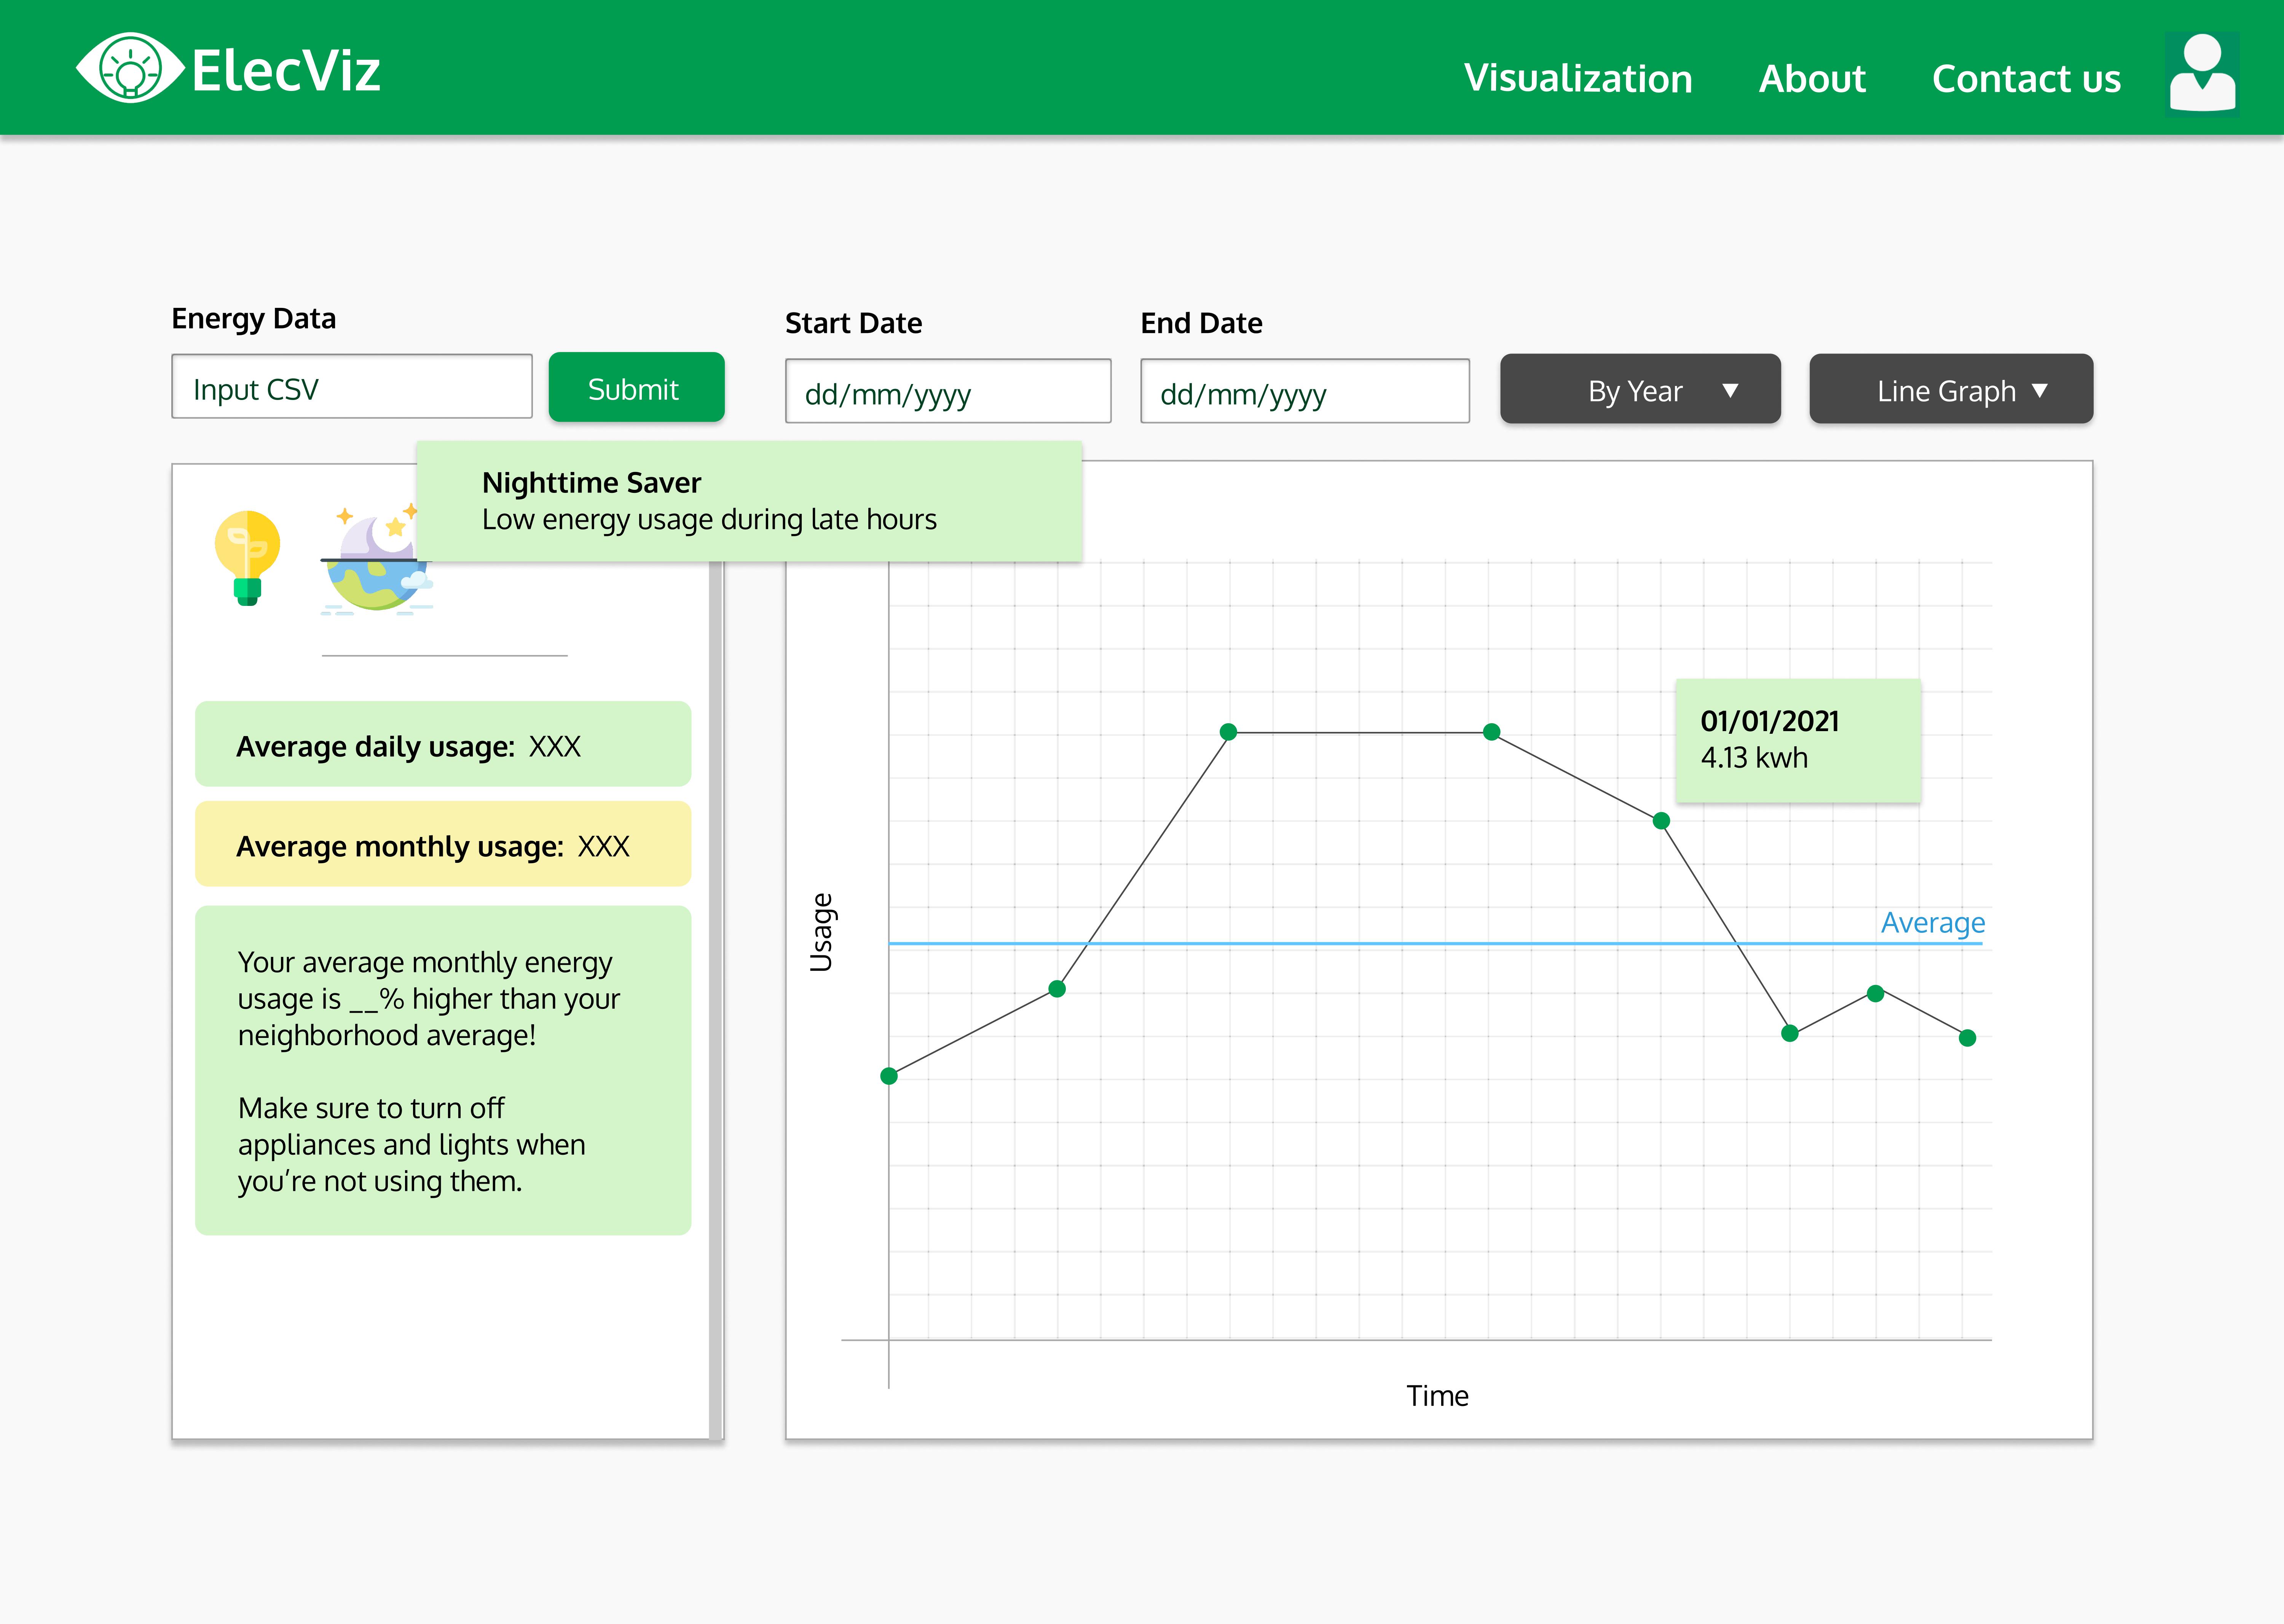 ElecViz
Visualization
About
Contact us
Energy Data
Input CSV
Submit
Start Date
dd/mm/yyyy
End Date
dd/mm/yyyy
By Year
Line Graph
Nighttime Saver
Low energy usage during late hours
Average daily usage: XXX
Average monthly usage: XXX
Your average monthly energy
usage is __% higher than your
neighborhood average!
Make sure to turn off
appliances and lights when
you’re not using them.
Usage
01/01/2021
4.13 kwh
Average
Time